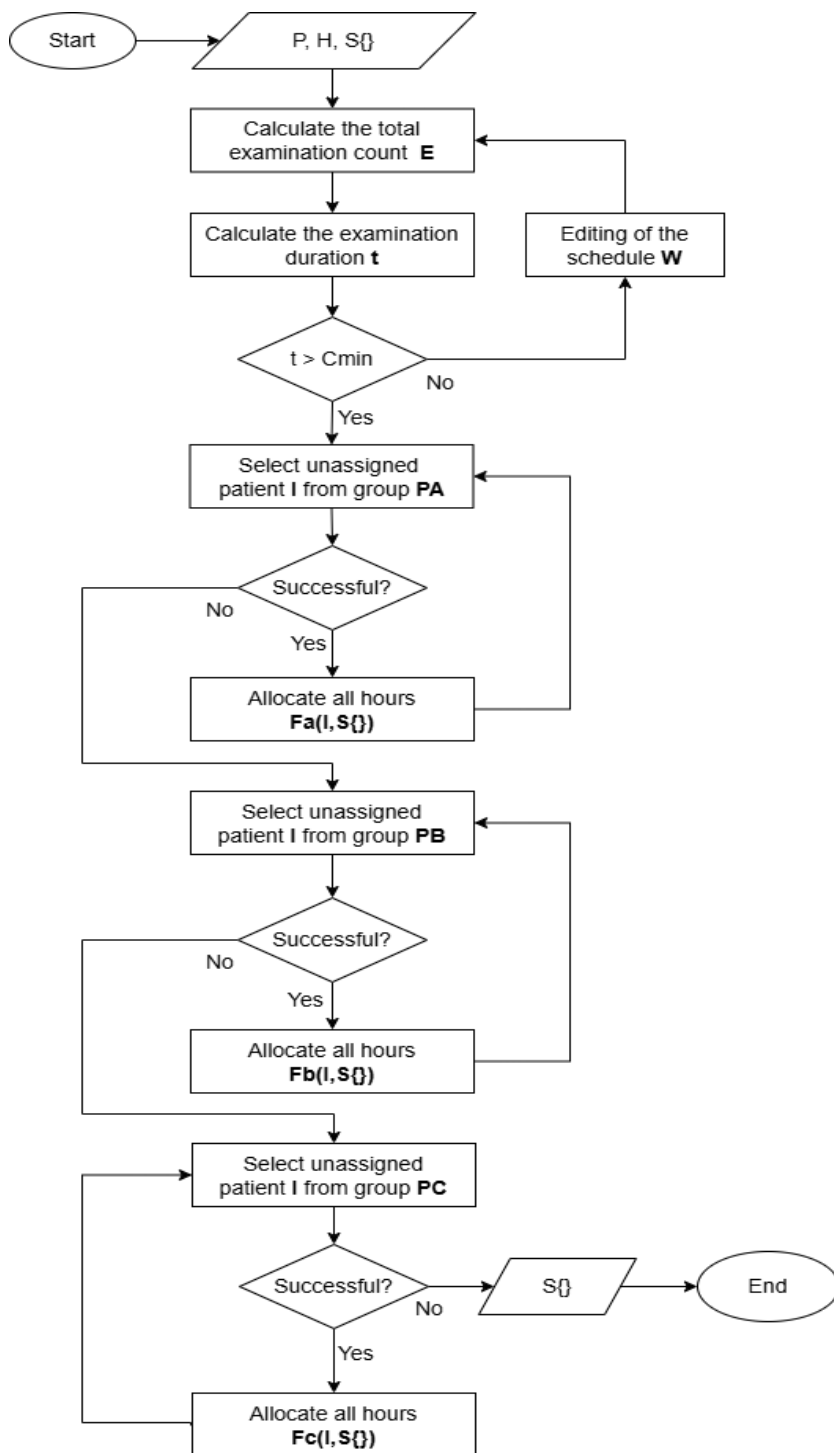 Start
P, H, S{}
Calculate the total
examination count E
Calculate the examination
duration t
Editing of the
schedule W
t > Cmin
No
Yes
Select unassigned
patient I from group PA
Successful?
No
Yes
Allocate all hours
Fa(I,S{})
Select unassigned
patient I from group PB
Successful?
No
Yes
Allocate all hours
Fb(I,S{})
Select unassigned
patient I from group PC
Successful?
No
S{}
End
Yes
Allocate all hours
Fc(I,S{})